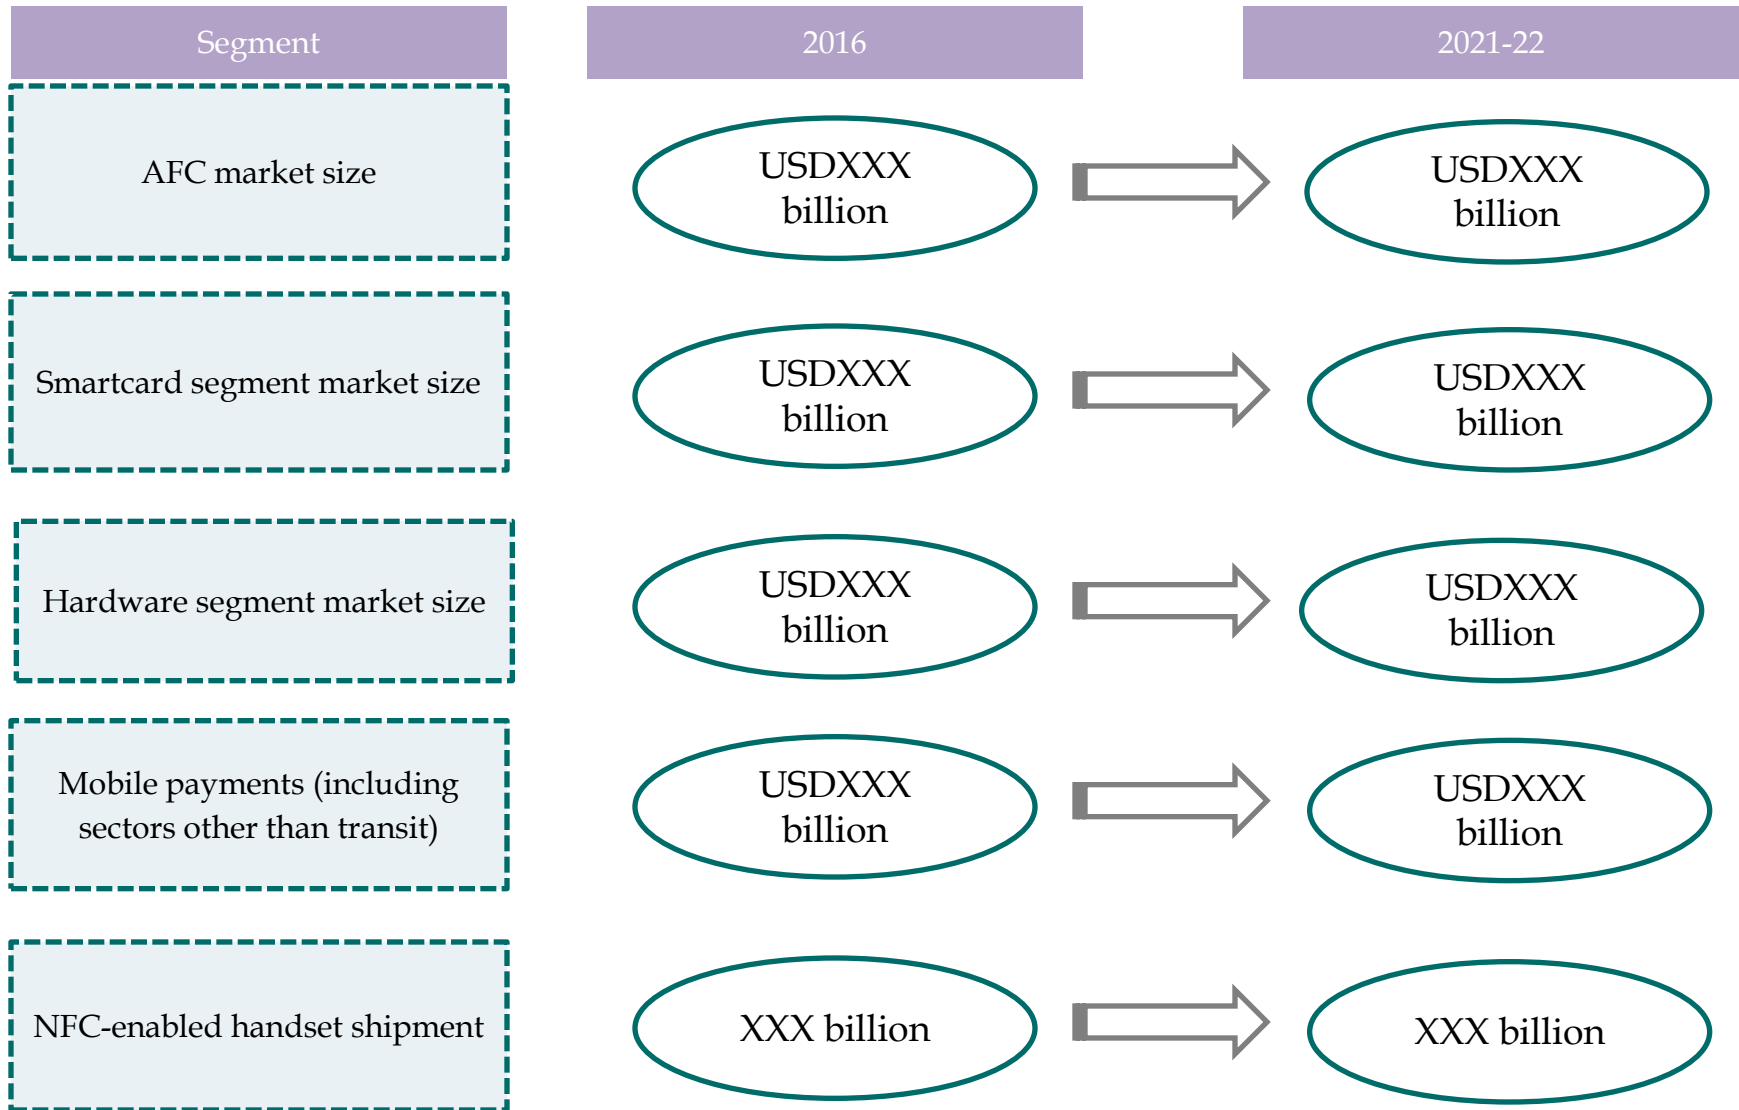 Segment
2016
2021-22
AFC market size
USDXXX
billion
USDXXX
billion
Smartcard segment market size
USDXXX
billion
USDXXX
billion
Hardware segment market size
USDXXX
billion
USDXXX
billion
Mobile payments (including
sectors other than transit)
USDXXX
billion
USDXXX
billion
NFC-enabled handset shipment
XXX billion
XXX billion